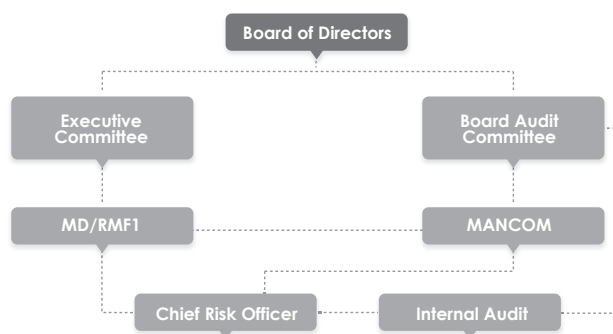 Board of Directors
Executive
Committee
Board Audit
Committee
MD/RMF1
MANCOM
Chief Risk Officer
Internal Audit